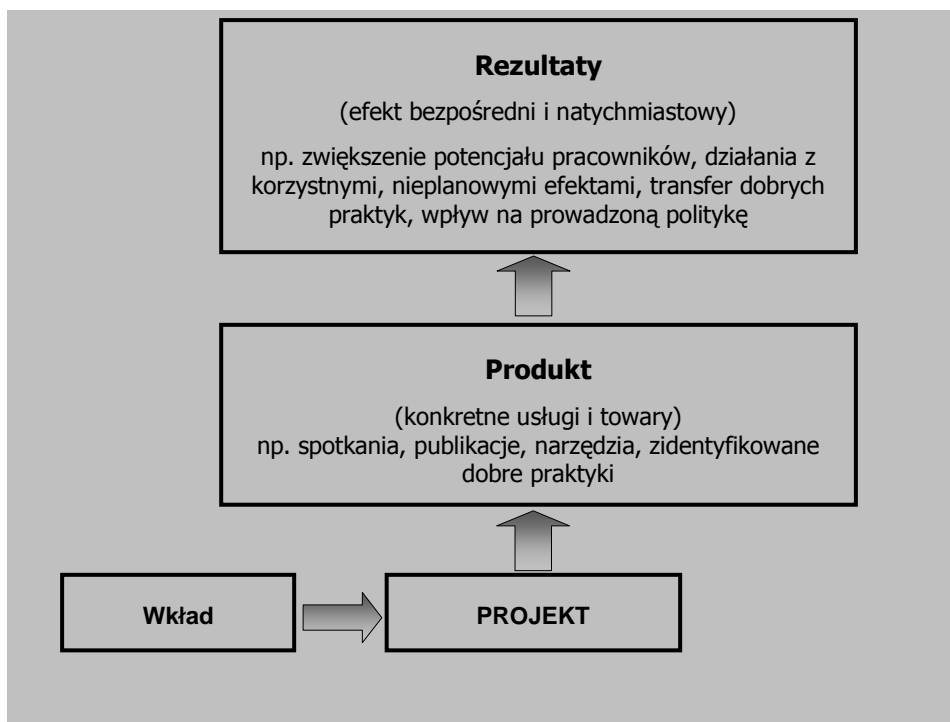 Rezultaty
(efekt bezpośredni i natychmiastowy)
np. zwiększenie potencjału pracowników, działania z
korzystnymi, nieplanowymi efektami, transfer dobrych
praktyk, wpływ na prowadzoną politykę
Produkt
(konkretne usługi i towary)
np. spotkania, publikacje, narzędzia, zidentyfikowane
dobre praktyki
Wkład
PROJEKT